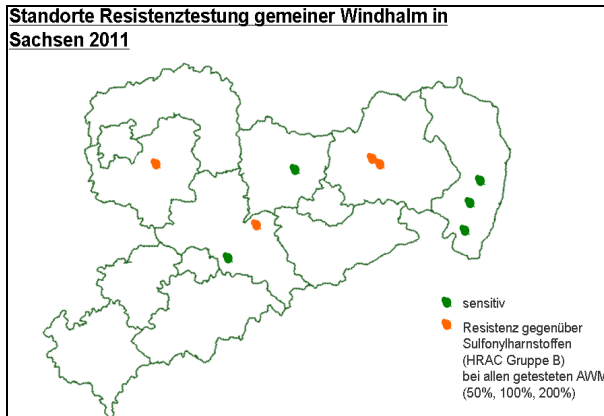 Standorte Resistenztestung gemeiner Windhalm in
Sachsen 2011
sensitiv
Resistenz gegenüber
Sulfonylharnstoffen
(HRAC Gruppe B)
bei allen getesteten AWM
(50%, 100%, 200%)